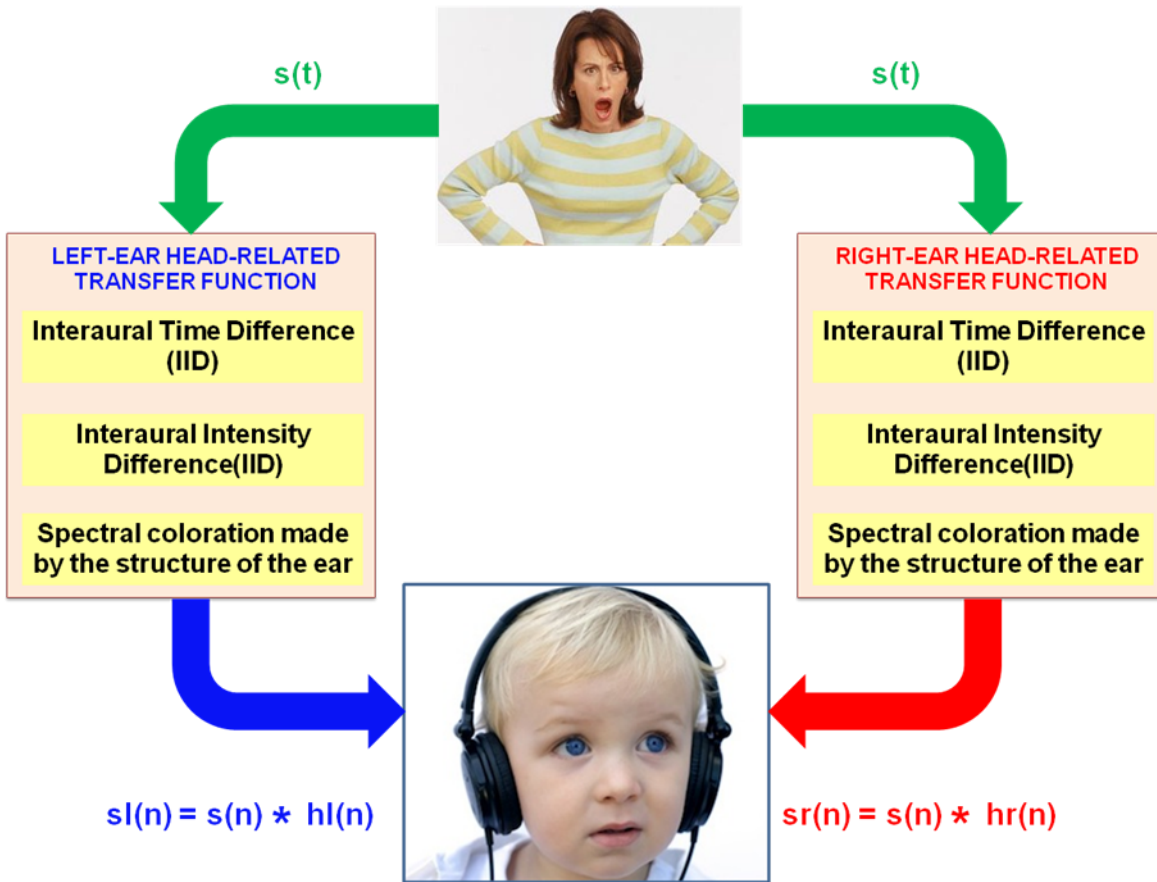 s(t)
s(t)
LEFT-EAR HEAD-RELATED
TRANSFER FUNCTION
Interaural Time Difference
(IID)
Interaural Intensity
Difference(IID)
Spectral coloration made
by the structure of the ear
RIGHT-EAR HEAD-RELATED
TRANSFER FUNCTION
Interaural Time Difference
(IID)
Interaural Intensity
Difference(IID)
Spectral coloration made
by the structure of the ear
sl(n) = s(n) * hl(n)
sr(n) = s(n) * hr(n)